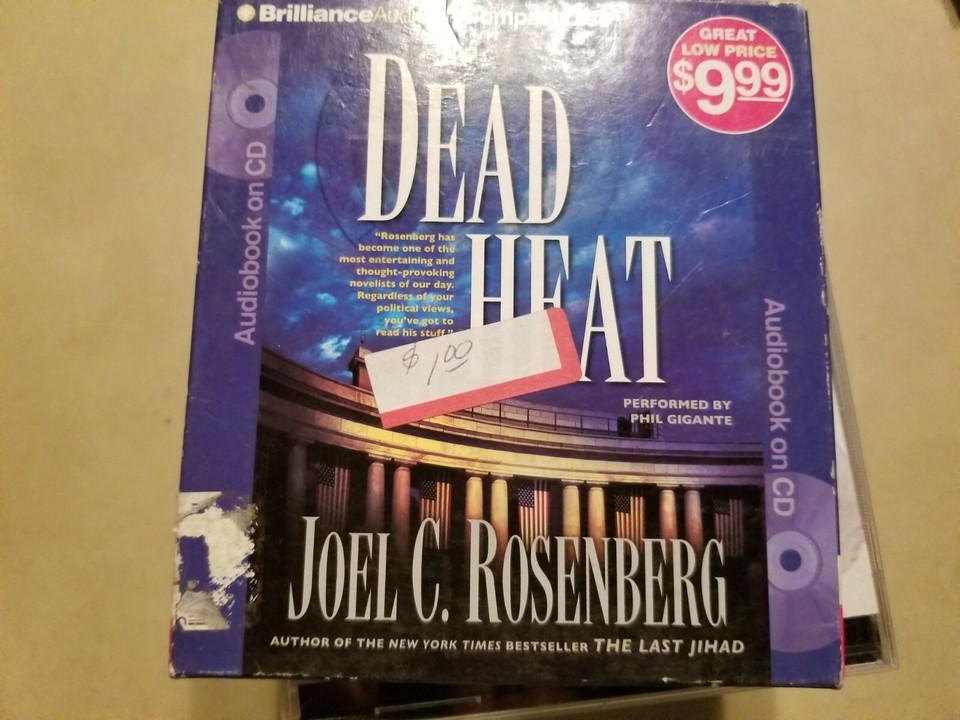 Brilliance Audio
GREAT
LOW PRICE
$9.99
DEAD
HEAT
"Rosenberg has
become one of the
most entertaining and
thought-provoking
novelists of our day.
Regardless of your
political views,
you've got to
read his stuff."
$1.00
PERFORMED BY
PHIL GIGANTE
Audiobook on CD
Audiobook on CD
JOEL C. ROSENBERG
AUTHOR OF THE NEW YORK TIMES BESTSELLER THE LAST JIHAD